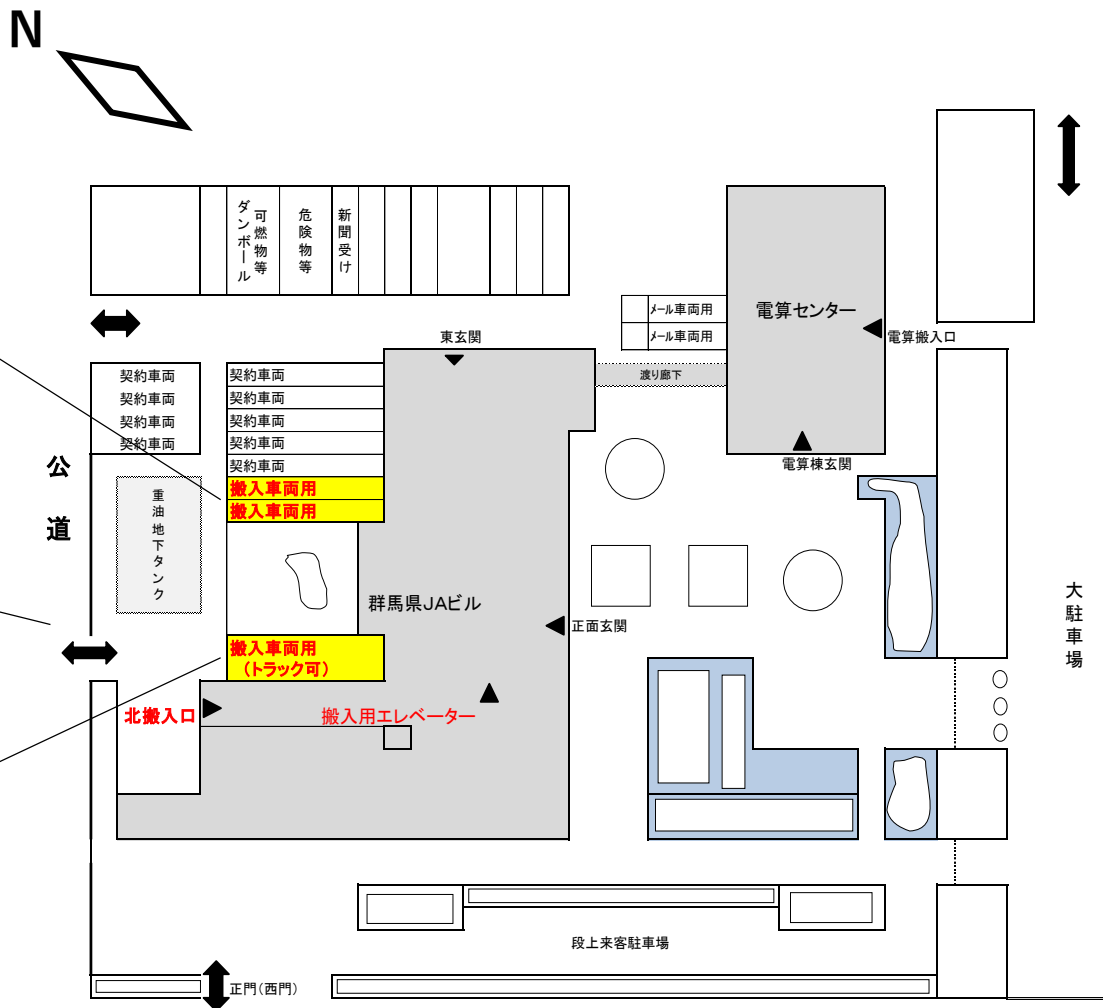 N
ダンボール
可燃物等
危険物等
新聞受け
メール車両用
メール車両用
電算センター
電算搬入口
東玄関
渡り廊下
契約車両
契約車両
契約車両
契約車両
契約車両
契約車両
契約車両
契約車両
契約車両
搬入車両用
搬入車両用
電算棟玄関
公道
重油地下タンク
群馬県JAビル
正面玄関
大駐車場
搬入車両用
(トラック可)
北搬入口
搬入用エレベーター
段上来客駐車場
正門(西門)